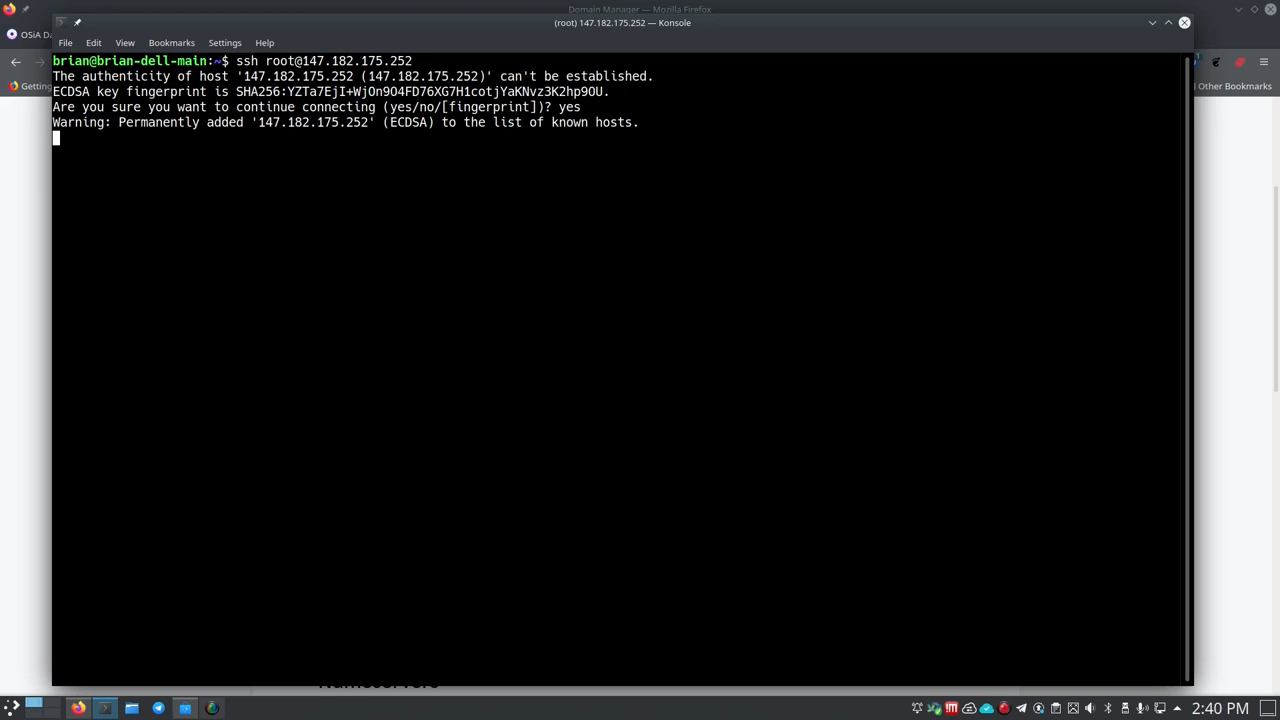 Domain Manager — Mozilla Firefox
(root) 147.182.175.252 — Konsole
OSiA Da
File Edit View Bookmarks Settings Help
Getting
Other Bookmarks
brian@brian-dell-main:~$ ssh root@147.182.175.252
The authenticity of host '147.182.175.252 (147.182.175.252)' can't be established.
ECDSA key fingerprint is SHA256:YZTa7EjI+WjOn9O4FD76XG7H1cotjYaKNvz3K2hp9OU.
Are you sure you want to continue connecting (yes/no/[fingerprint])? yes
Warning: Permanently added '147.182.175.252' (ECDSA) to the list of known hosts.
2:40 PM